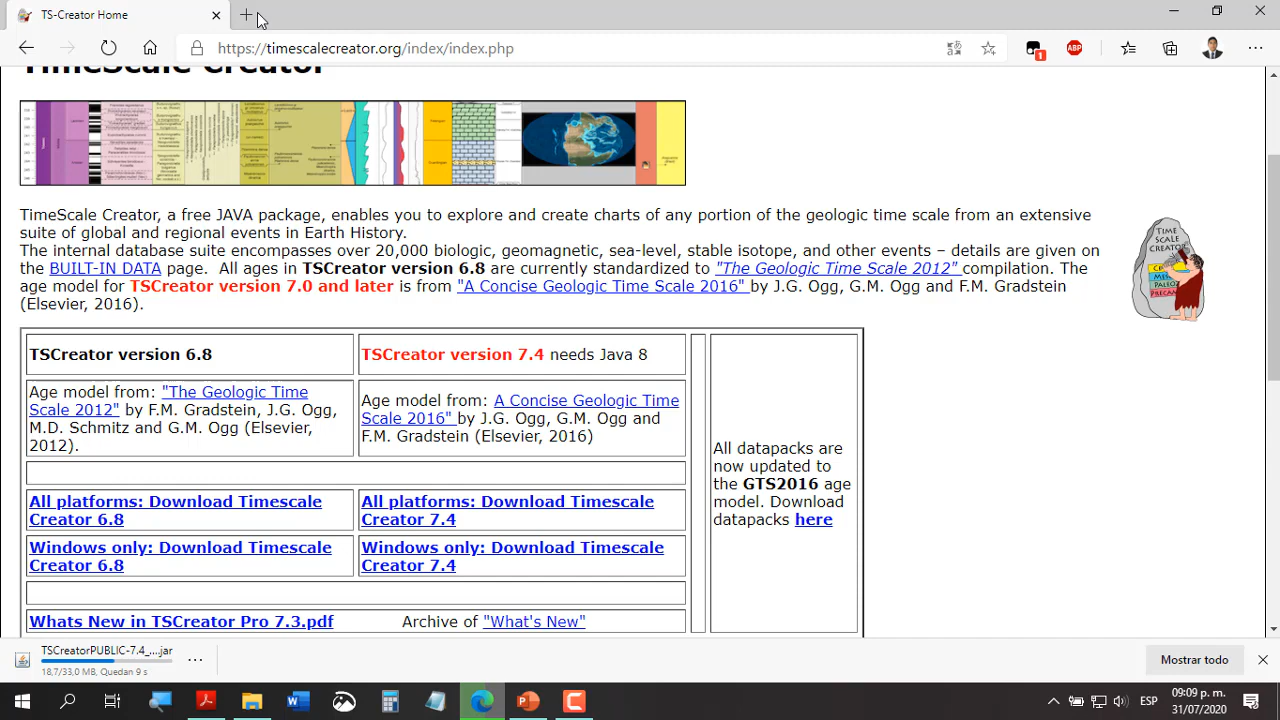 TS-Creator Home
https://timescalecreator.org/index/index.php
1
ABP
TimeScale Creator
TimeScale Creator, a free JAVA package, enables you to explore and create charts of any portion of the geologic time scale from an extensive
suite of global and regional events in Earth History.
The internal database suite encompasses over 20,000 biologic, geomagnetic, sea-level, stable isotope, and other events – details are given on
the BUILT-IN DATA page. All ages in TSCreator version 6.8 are currently standardized to "The Geologic Time Scale 2012" compilation. The
age model for TSCreator version 7.0 and later is from "A Concise Geologic Time Scale 2016" by J.G. Ogg, G.M. Ogg and F.M. Gradstein
(Elsevier, 2016).
TIME
SCALE
CREATOR
TSCreator version 6.8
TSCreator version 7.4 needs Java 8
Age model from: "The Geologic Time
Scale 2012" by F.M. Gradstein, J.G. Ogg,
M.D. Schmitz and G.M. Ogg (Elsevier,
2012).
Age model from: A Concise Geologic Time
Scale 2016" by J.G. Ogg, G.M. Ogg and
F.M. Gradstein (Elsevier, 2016)
All datapacks are
now updated to
the GTS2016 age
model. Download
datapacks here
All platforms: Download Timescale
Creator 6.8
All platforms: Download Timescale
Creator 7.4
Windows only: Download Timescale
Creator 6.8
Windows only: Download Timescale
Creator 7.4
Whats New in TSCreator Pro 7.3.pdf
Archive of "What's New"
TSCreatorPUBLIC-7.4_....jar
18,7/33,0 MB, Quedan 9 s
Mostrar todo
ESP
09:09 p. m.
31/07/2020